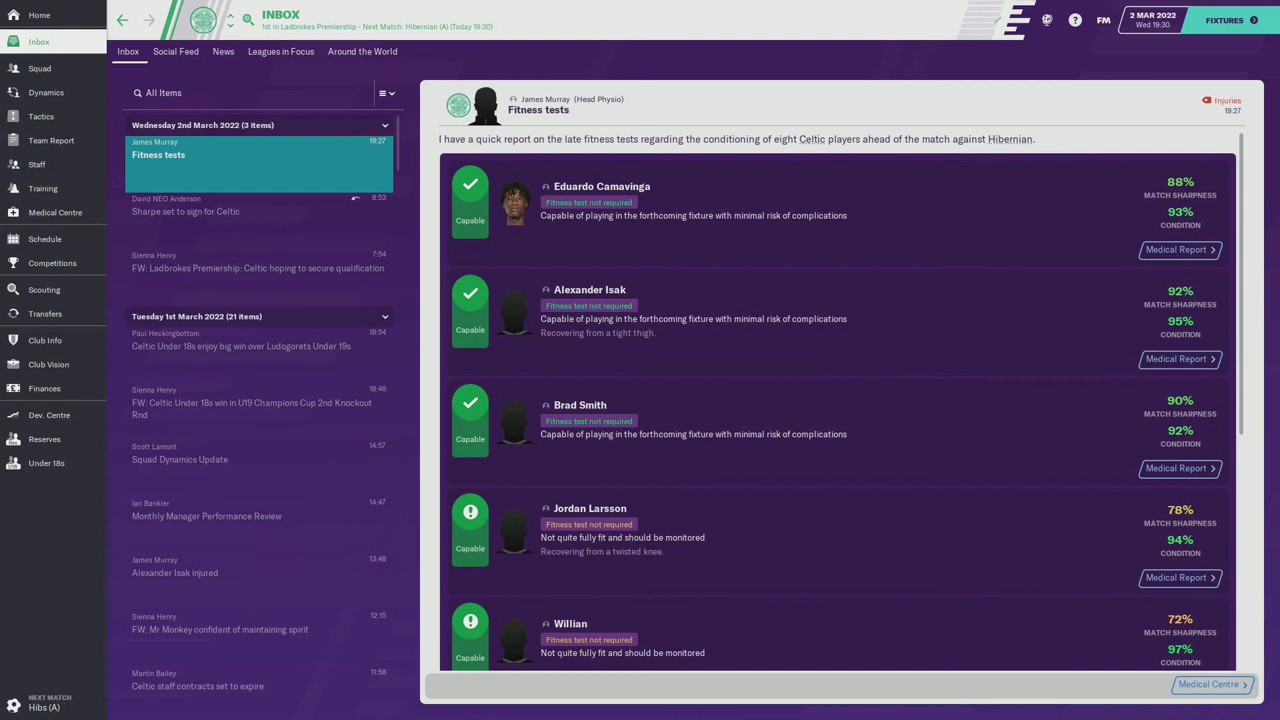 Home
Inbox
Squad
Dynamics
Tactics
Team Report
Staff
Training
Medical Centre
Schedule
Competitions
Scouting
Transfers
Club Info
Club Vision
Finances
Dev. Centre
Reserves
Under 18s
NEXT MATCH
Hibs (A)
INBOX
1st in Ladbrokes Premiership - Next Match: Hibernian (A) (Today 19:30)
?
FM
2 MAR 2022
Wed 19:30
FIXTURES
Inbox
Social Feed
News
Leagues in Focus
Around the World
All Items
Wednesday 2nd March 2022 (3 items)
James Murray 19:27
Fitness tests
David NEO Anderson 8:53
Sharpe set to sign for Celtic
Sienna Henry 7:54
FW: Ladbrokes Premiership: Celtic hoping to secure qualification
Tuesday 1st March 2022 (21 items)
Paul Heckingbottom 18:54
Celtic Under 18s enjoy big win over Ludogorets Under 19s
Sienna Henry 18:46
FW: Celtic Under 18s win in U19 Champions Cup 2nd Knockout
Rnd
Scott Lamont 14:57
Squad Dynamics Update
Ian Bankier 14:47
Monthly Manager Performance Review
James Murray 13:48
Alexander Isak injured
Sienna Henry 12:15
FW: Mr Monkey confident of maintaining spirit
Martin Bailey 11:58
Celtic staff contracts set to expire
James Murray (Head Physio)
Fitness tests
Injuries
19:27
I have a quick report on the late fitness tests regarding the conditioning of eight Celtic players ahead of the match against Hibernian.
Capable
Eduardo Camavinga
Fitness test not required
Capable of playing in the forthcoming fixture with minimal risk of complications
88%
MATCH SHARPNESS
93%
CONDITION
Medical Report
Capable
Alexander Isak
Fitness test not required
Capable of playing in the forthcoming fixture with minimal risk of complications
Recovering from a tight thigh.
92%
MATCH SHARPNESS
95%
CONDITION
Medical Report
Capable
Brad Smith
Fitness test not required
Capable of playing in the forthcoming fixture with minimal risk of complications
90%
MATCH SHARPNESS
92%
CONDITION
Medical Report
Capable
Jordan Larsson
Fitness test not required
Not quite fully fit and should be monitored
Recovering from a twisted knee.
78%
MATCH SHARPNESS
94%
CONDITION
Medical Report
Capable
Willian
Fitness test not required
Not quite fully fit and should be monitored
72%
MATCH SHARPNESS
97%
CONDITION
Medical Centre